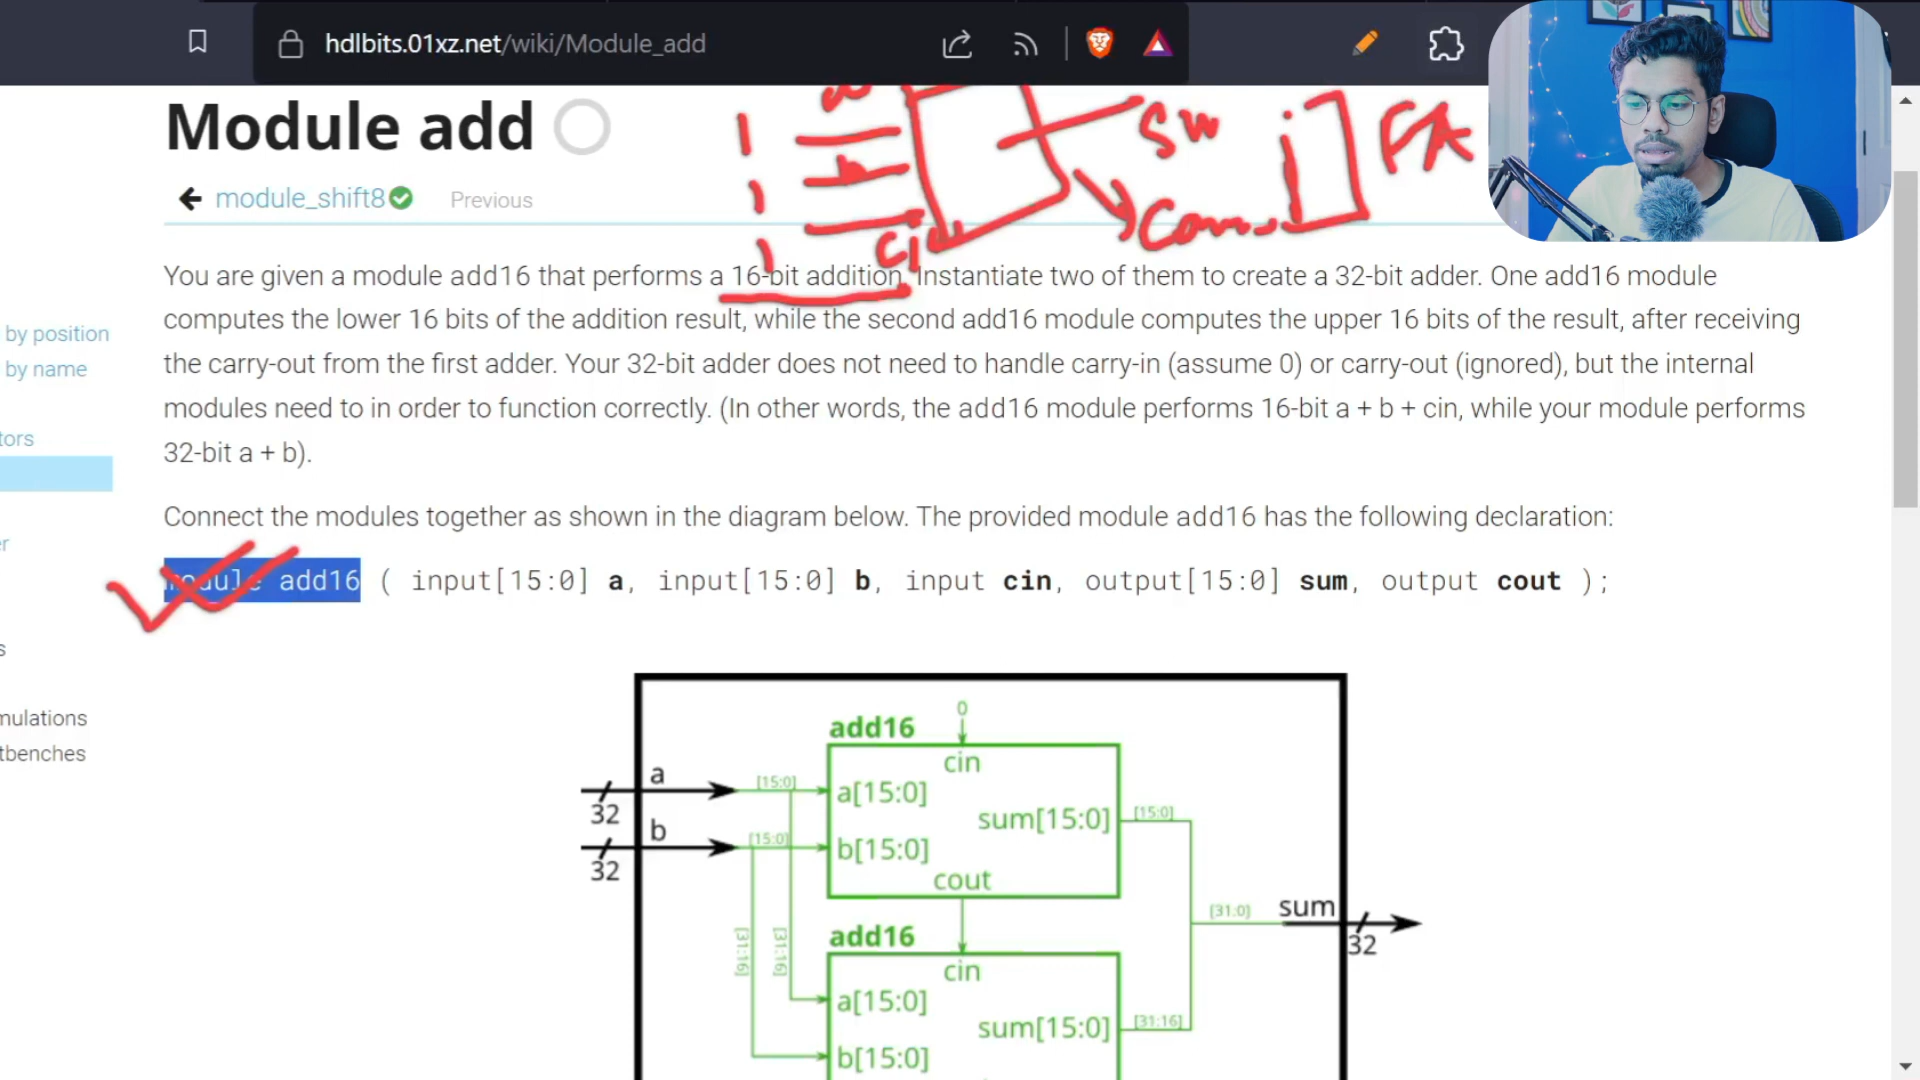 hdlbits.01xz.net/wiki/Module_add
Module add
module_shift8 Previous
a
b
cin
FA
You are given a module add16 that performs a 16-bit addition. Instantiate two of them to create a 32-bit adder. One add16 module
computes the lower 16 bits of the addition result, while the second add16 module computes the upper 16 bits of the result, after receiving
the carry-out from the first adder. Your 32-bit adder does not need to handle carry-in (assume 0) or carry-out (ignored), but the internal
modules need to in order to function correctly. (In other words, the add16 module performs 16-bit a + b + cin, while your module performs
32-bit a + b).
Connect the modules together as shown in the diagram below. The provided module add16 has the following declaration:
module add16 ( input[15:0] a, input[15:0] b, input cin, output[15:0] sum, output cout );
by position
by name
tors
er
s
mulations
tbenches
0
add16
cin
a
[15:0]
a[15:0]
32
sum[15:0]
[15:0]
b
[15:0]
b[15:0]
32
cout
[31:0]
sum
32
add16
[31:16]
[31:16]
cin
a[15:0]
sum[15:0]
[31:16]
b[15:0]